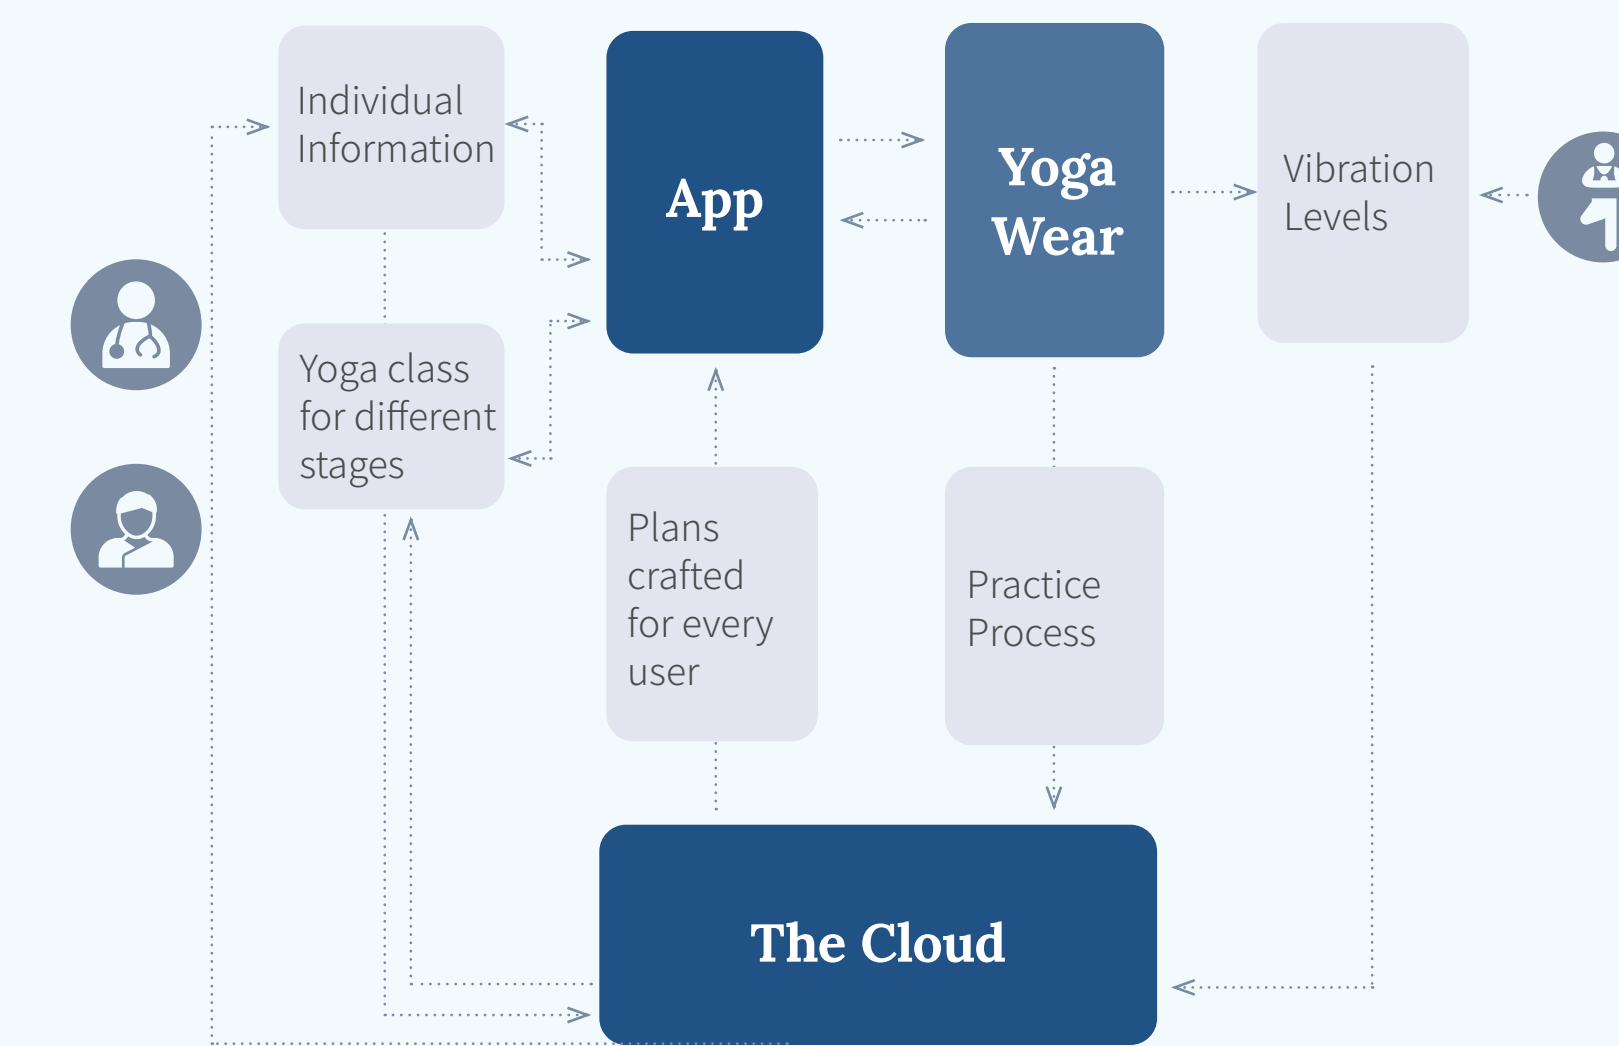 Individual
Information
App
Yoga
Wear
Vibration
Levels
Yoga class
for different
stages
Plans
crafted
for every
user
Practice
Process
The Cloud